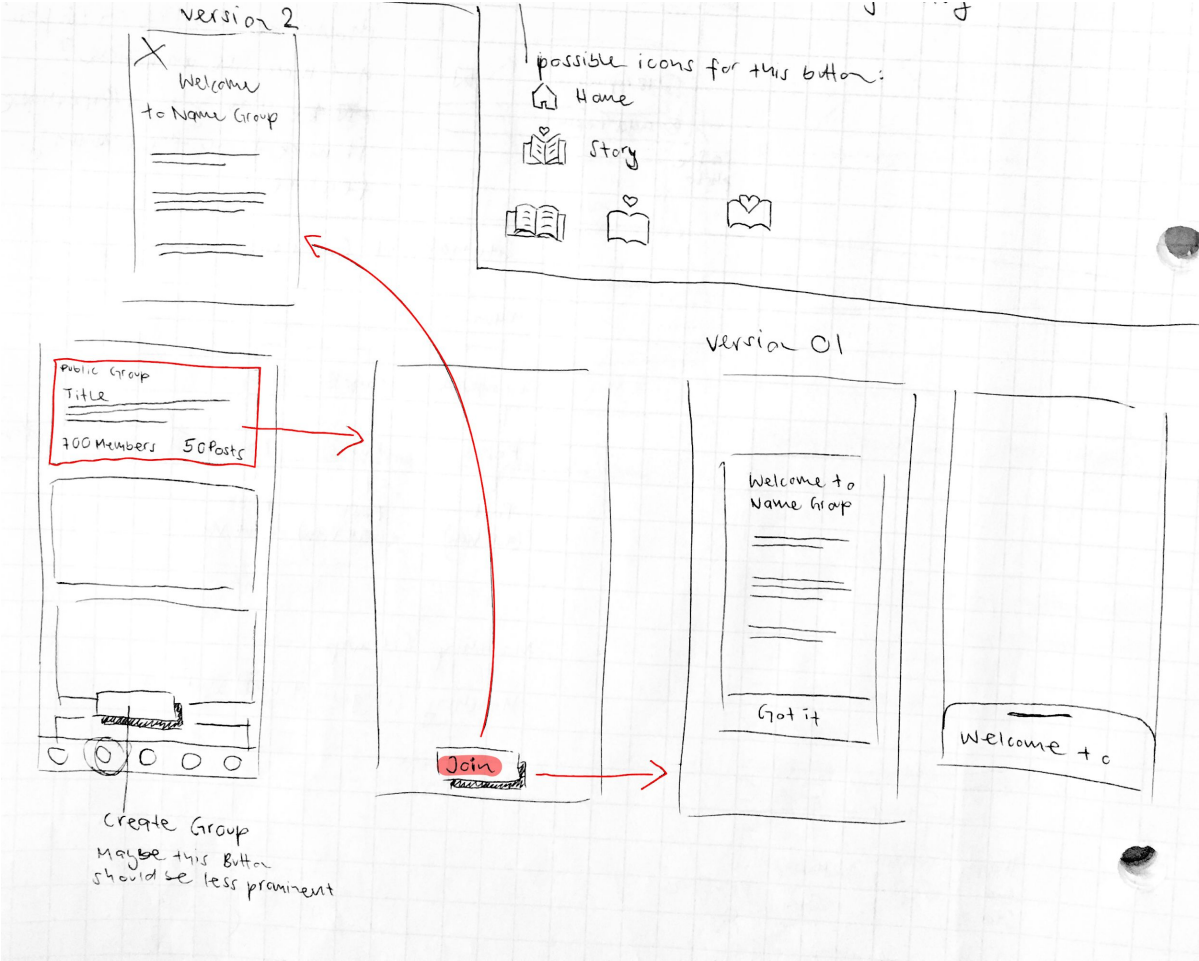 version 2
X
Welcome
to Name Group
possible icons for this button:
Home
Story
version 01
Public Group
Title
700 Members 50 Posts
Join
Welcome to
Name Group
Got it
Welcome to
Create Group
Maybe this Button
should be less prominent